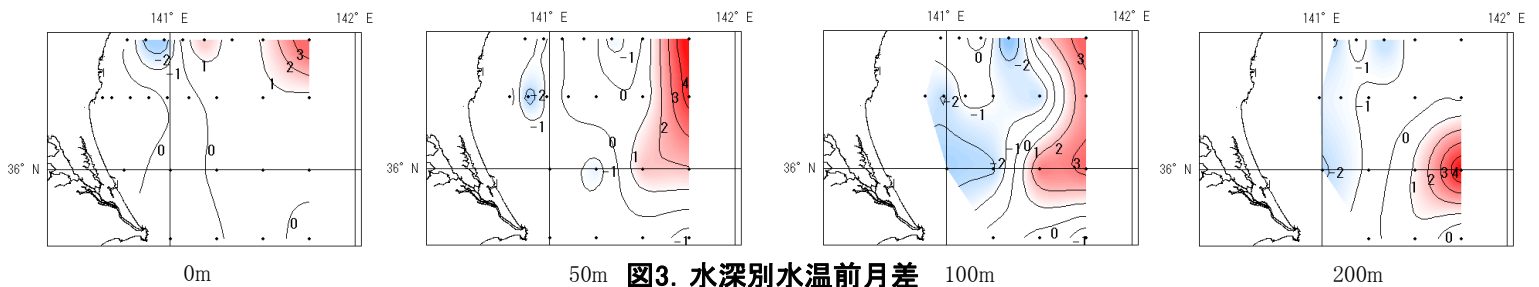 141° E 142° E 141° E 142° E 141° E 142° E 141° E 142° E
36° N 36° N 36° N 36° N
-2 -1 1 1 2 3 0 0 0
-2 -1 -1 0 0 -1 1 2 3 4 -1
0 -2 -2 -1 -1 0 1 2 3 3 -2 0 -1
-1 -1 0 -2 1 2 3 4 0
0m 50m 図3. 水深別水温前月差 100m 200m